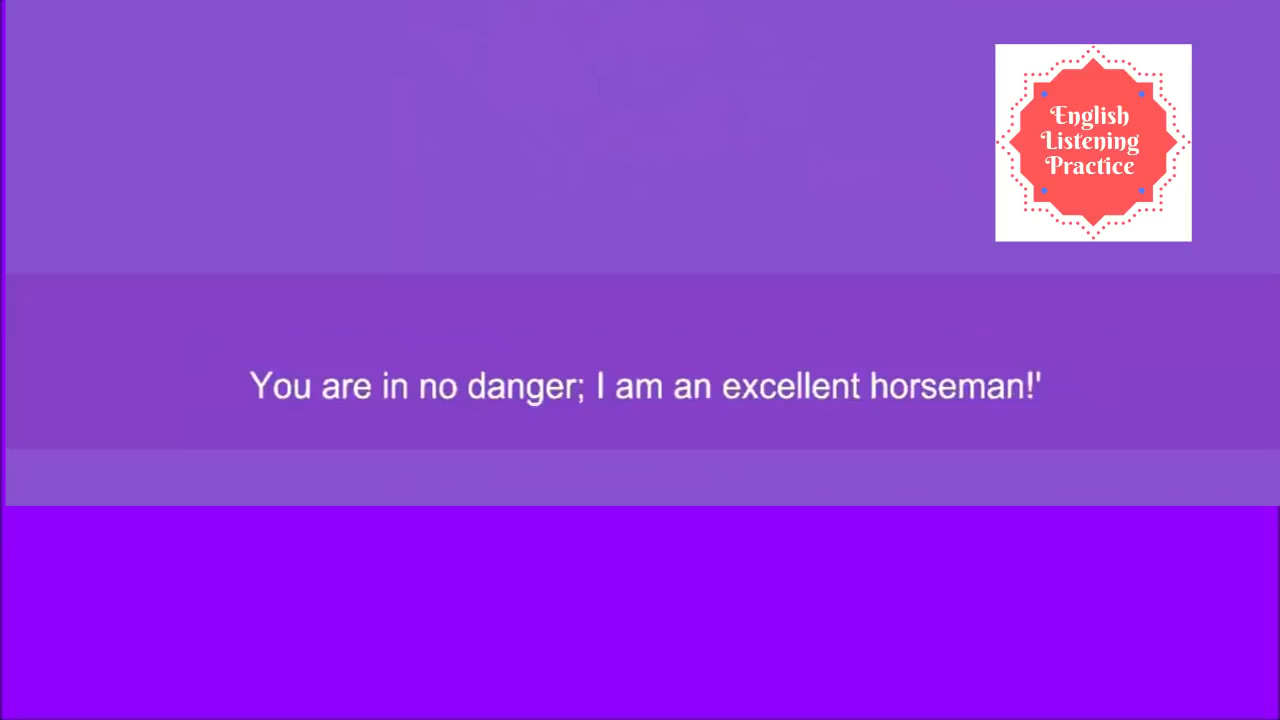 English
Listening
Practice
You are in no danger; I am an excellent horseman!'